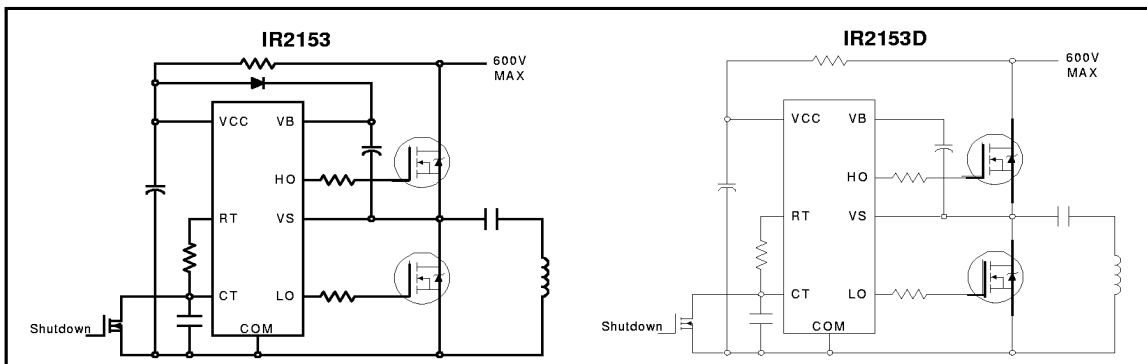 IR2153
600V
MAX
VCC
VB
HO
RT
VS
CT
LO
COM
Shutdown
IR2153D
600V
MAX
VCC
VB
HO
RT
VS
CT
LO
COM
Shutdown